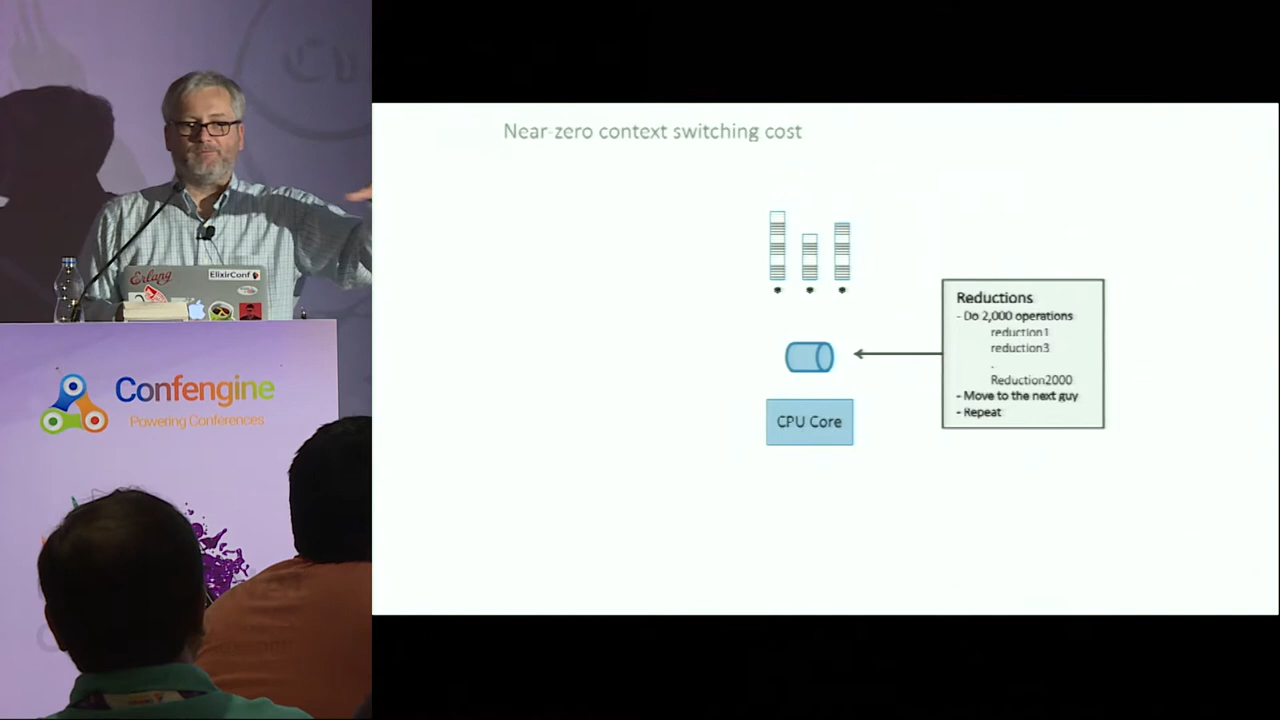 Near-zero context switching cost
Reductions
- Do 2,000 operations
reduction1
reduction3
.
Reduction2000
- Move to the next guy
- Repeat
CPU Core
Erlang
ElixirConf
Confengine
Powering Conferences